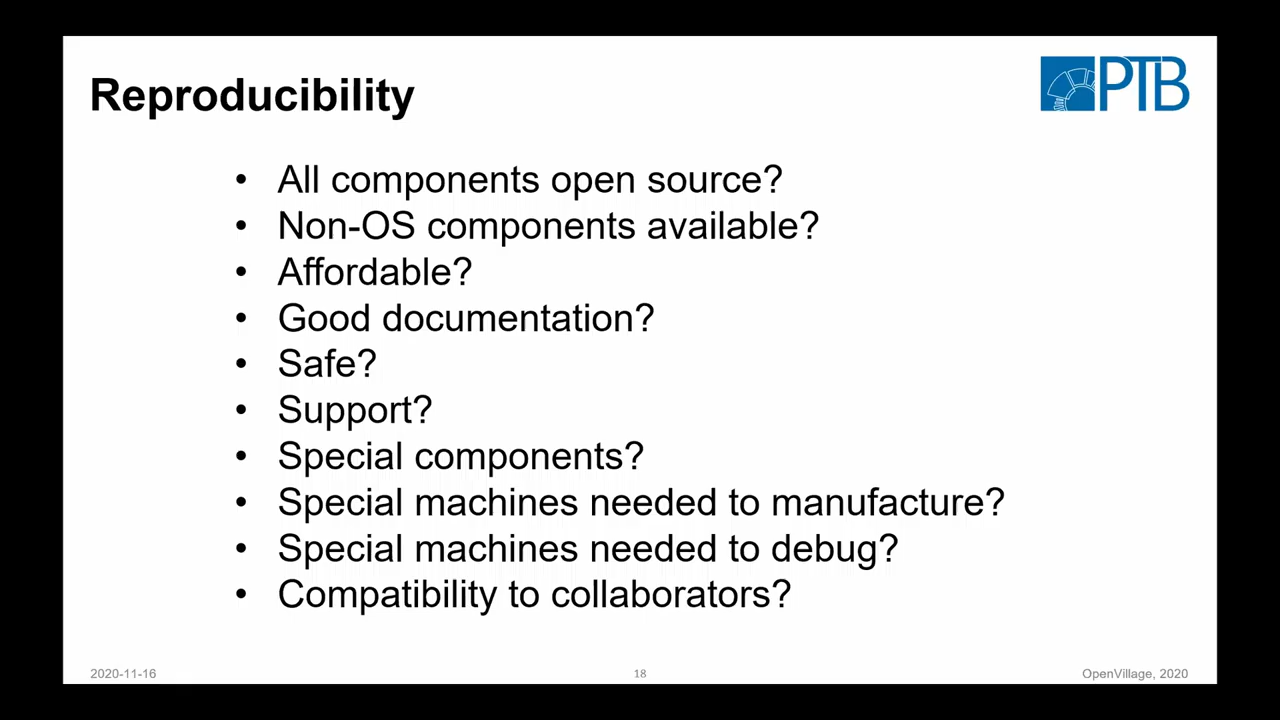 Reproducibility
PTB
• All components open source?
• Non-OS components available?
• Affordable?
• Good documentation?
• Safe?
• Support?
• Special components?
• Special machines needed to manufacture?
• Special machines needed to debug?
• Compatibility to collaborators?
2020-11-16
18
OpenVillage, 2020